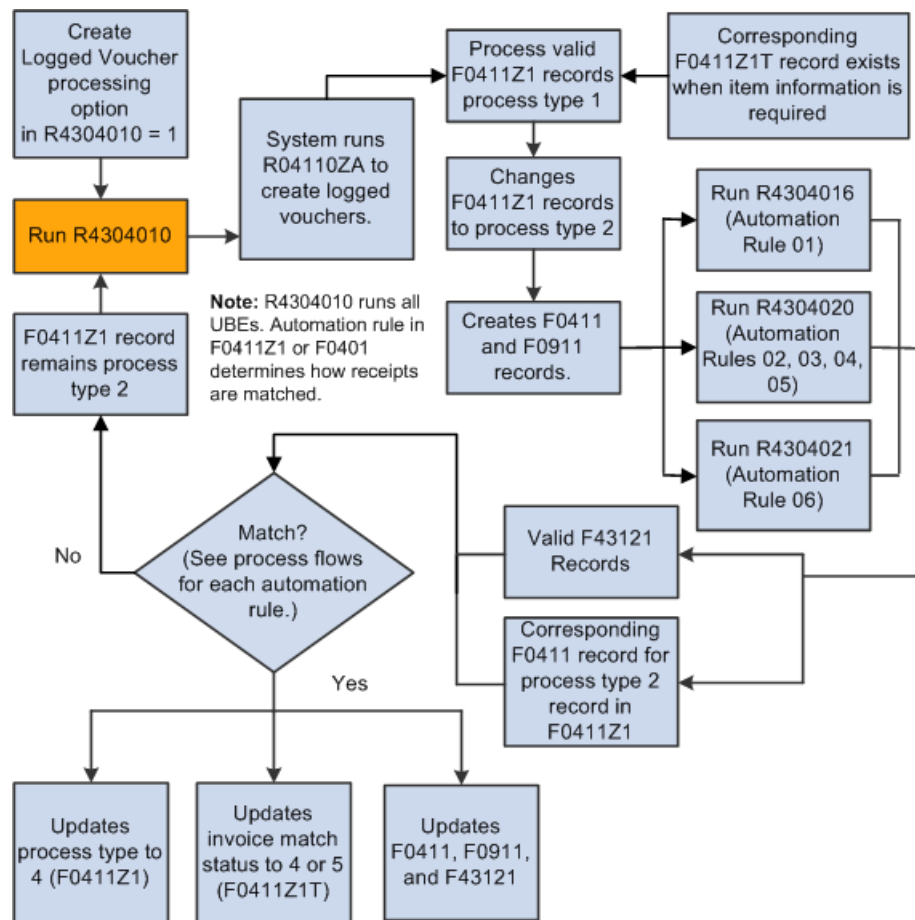 Create
Logged Voucher
processing
option
in R4304010 = 1
Run R4304010
System runs
R04110ZA to
create logged
vouchers.
Process valid
F0411Z1 records
process type 1
Corresponding
F0411Z1T record exists
when item information is
required
Changes
F0411Z1 records
to process type 2
Creates F0411
and F0911
records.
Run R4304016
(Automation
Rule 01)
Run R4304020
(Automation
Rules 02, 03, 04,
05)
Run R4304021
(Automation
Rule 06)
Note: R4304010 runs all
UBEs. Automation rule in
F0411Z1 or F0401
determines how receipts
are matched.
F0411Z1 record
remains process
type 2
Valid F43121
Records
Corresponding
F0411 record for
process type 2
record in
F0411Z1
Match?
(See process flows
for each automation
rule.)
No
Yes
Updates
process type to
4 (F0411Z1)
Updates
invoice match
status to 4 or 5
(F0411Z1T)
Updates
F0411, F0911,
and F43121